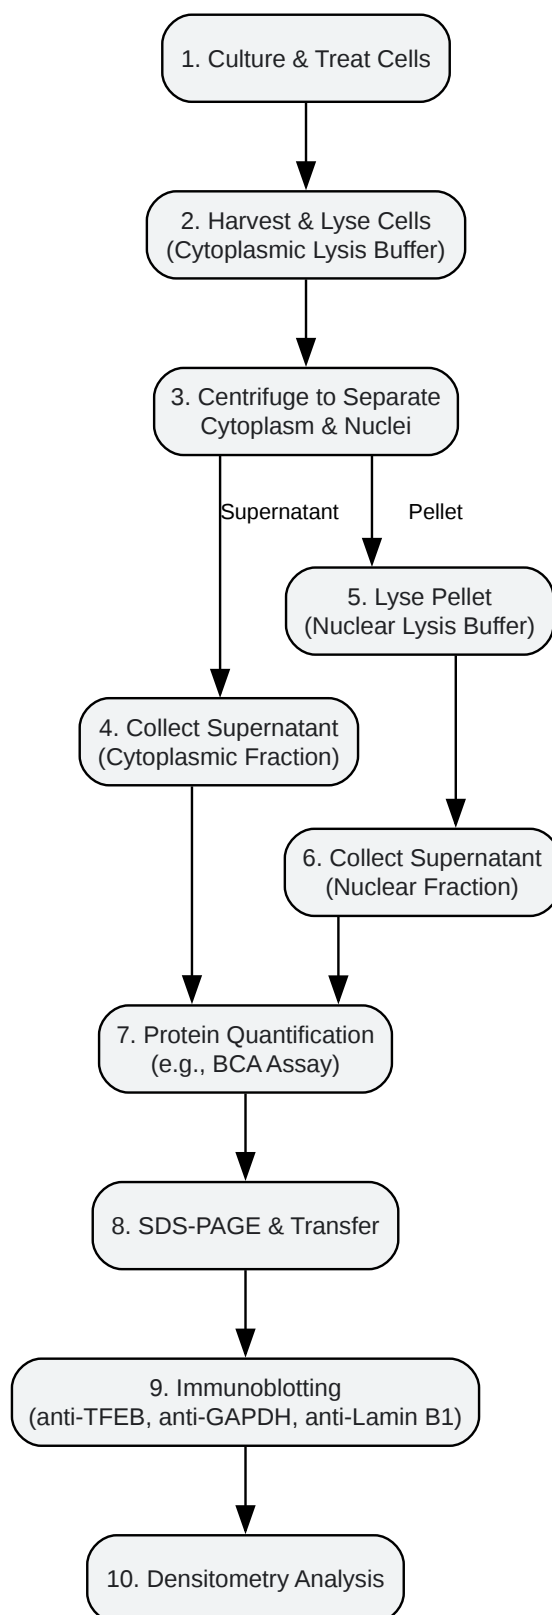 1. Culture & Treat Cells
2. Harvest & Lyse Cells
(Cytoplasmic Lysis Buffer)
3. Centrifuge to Separate
Cytoplasm & Nuclei
Supernatant
Pellet
5. Lyse Pellet
(Nuclear Lysis Buffer)
4. Collect Supernatant
(Cytoplasmic Fraction)
6. Collect Supernatant
(Nuclear Fraction)
7. Protein Quantification
(e.g., BCA Assay)
8. SDS-PAGE & Transfer
9. Immunoblotting
(anti-TFEB, anti-GAPDH, anti-Lamin B1)
10. Densitometry Analysis